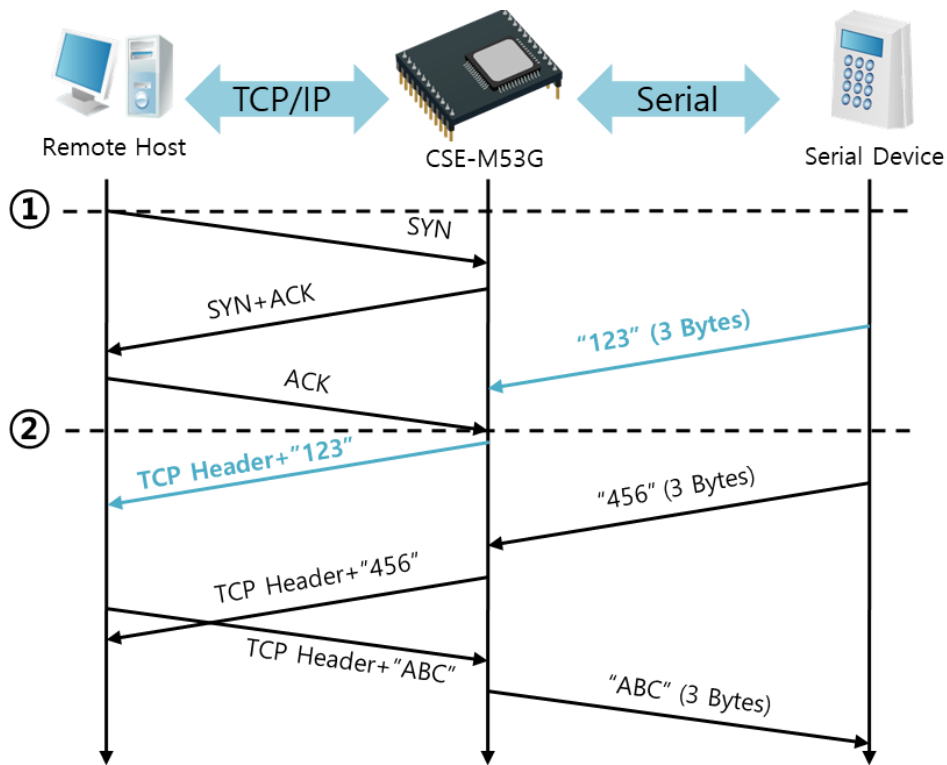 TCP/IP
Serial
Remote Host
CSE-M53G
Serial Device
①
SYN
SYN+ACK
“123” (3 Bytes)
ACK
②
TCP Header+”123”
“456” (3 Bytes)
TCP Header+”456”
TCP Header+”ABC”
“ABC” (3 Bytes)